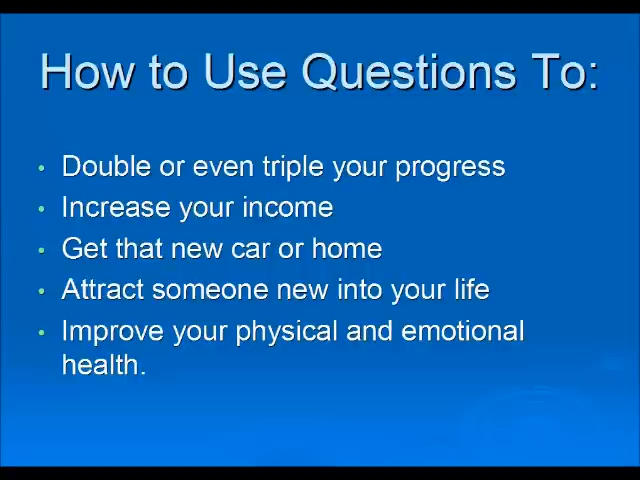 How to Use Questions To:
• Double or even triple your progress
• Increase your income
• Get that new car or home
• Attract someone new into your life
• Improve your physical and emotional
health.